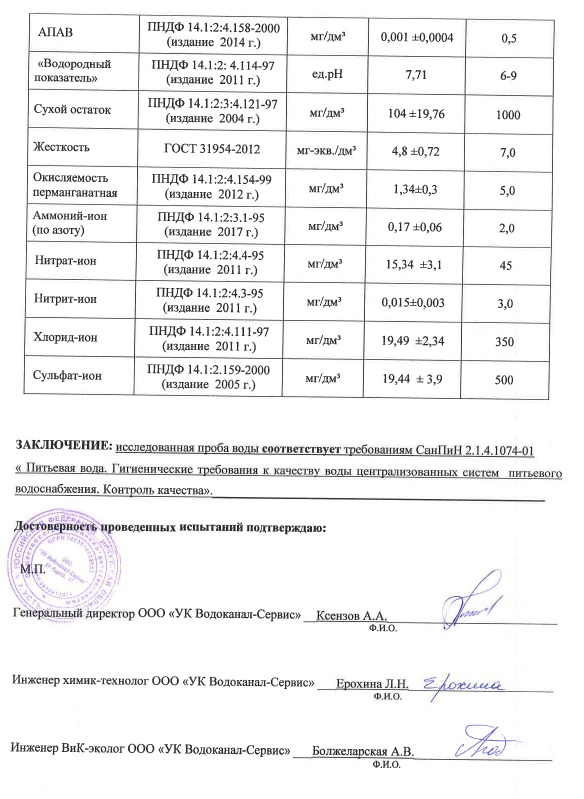 АПАВ ПНДФ 14.1:2:4.158-2000 (издание 2014 г.) мг/дм³ 0,001 ±0,0004 0,5
«Водородный показатель» ПНДФ 14.1:2: 4.114-97 (издание 2011 г.) ед.рН 7,71 6-9
Сухой остаток ПНДФ 14.1:2:3:4.121-97 (издание 2004 г.) мг/дм³ 104 ±19,76 1000
Жесткость ГОСТ 31954-2012 мг-экв./дм³ 4,8 ±0,72 7,0
Окисляемость перманганатная ПНДФ 14.1:2:4.154-99 (издание 2012 г.) мг/дм³ 1,34±0,3 5,0
Аммоний-ион (по азоту) ПНДФ 14.1:2:3.1-95 (издание 2017 г.) мг/дм³ 0,17 ±0,06 2,0
Нитрат-ион ПНДФ 14.1:2:4.4-95 (издание 2011 г.) мг/дм³ 15,34 ±3,1 45
Нитрит-ион ПНДФ 14.1:2:4.3-95 (издание 2011 г.) мг/дм³ 0,015±0,003 3,0
Хлорид-ион ПНДФ 14.1:2:4.111-97 (издание 2011 г.) мг/дм³ 19,49 ±2,34 350
Сульфат-ион ПНДФ 14.1:2.159-2000 (издание 2005 г.) мг/дм³ 19,44 ± 3,9 500
ЗАКЛЮЧЕНИЕ: исследованная проба воды соответствует требованиям СанПиН 2.1.4.1074-01
« Питьевая вода. Гигиенические требования к качеству воды централизованных систем питьевого
водоснабжения. Контроль качества».
Достоверность проведенных испытаний подтверждаю:
М.П.
Генеральный директор ООО «УК Водоканал-Сервис» Ксензов А.А.
Ф.И.О.
Инженер химик-технолог ООО «УК Водоканал-Сервис» Ерохина Л.Н. Ерохина
Ф.И.О.
Инженер ВиК-эколог ООО «УК Водоканал-Сервис» Болжеларская А.В.
Ф.И.О.